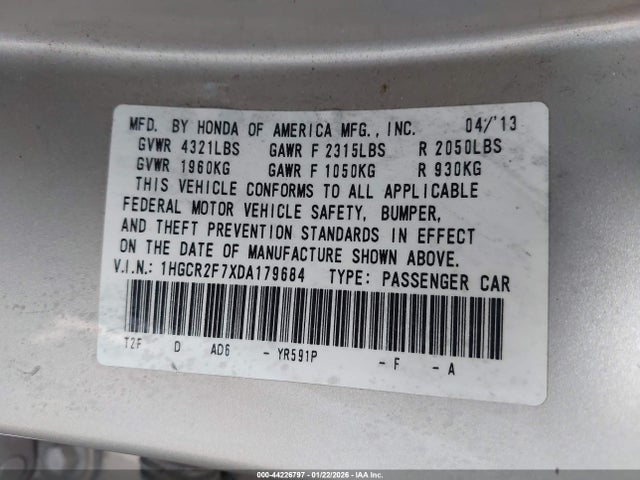 MFD. BY HONDA OF AMERICA MFG., INC. 04/'13
GVWR 4321LBS GAWR F 2315LBS R 2050LBS
GVWR 1960KG GAWR F 1050KG R 930KG
THIS VEHICLE CONFORMS TO ALL APPLICABLE
FEDERAL MOTOR VEHICLE SAFETY, BUMPER,
AND THEFT PREVENTION STANDARDS IN EFFECT
ON THE DATE OF MANUFACTURE SHOWN ABOVE.
V.I.N.: 1HGCR2F7XDA179684 TYPE: PASSENGER CAR
T2F D AD6 - YR591P - F - A
000-44226797 - 01/22/2026 - IAA Inc.